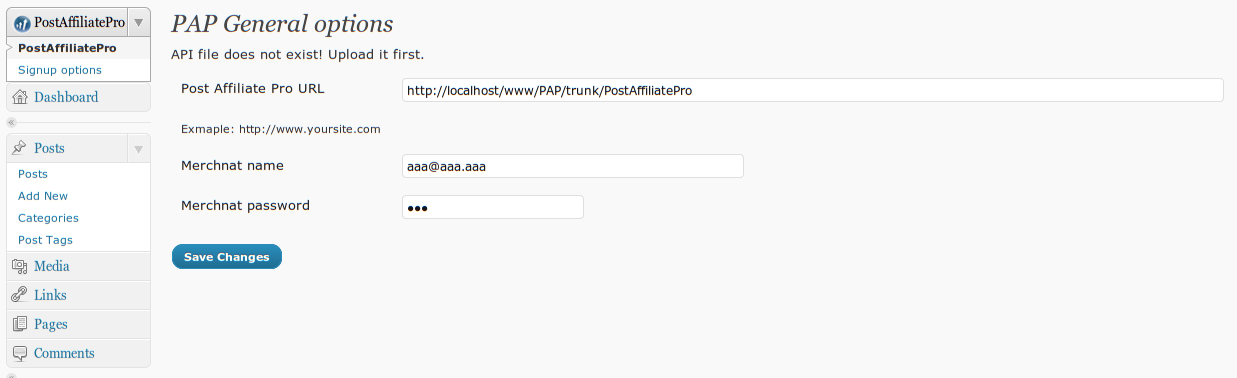 PostAffiliatePro
PostAffiliatePro
Signup options
Dashboard
Posts
Posts
Add New
Categories
Post Tags
Media
Links
Pages
Comments
PAP General options
API file does not exist! Upload it first.
Post Affiliate Pro URL http://localhost/www/PAP/trunk/PostAffiliatePro
Exmaple: http://www.yoursite.com
Merchnat name aaa@aaa.aaa
Merchnat password •••
Save Changes